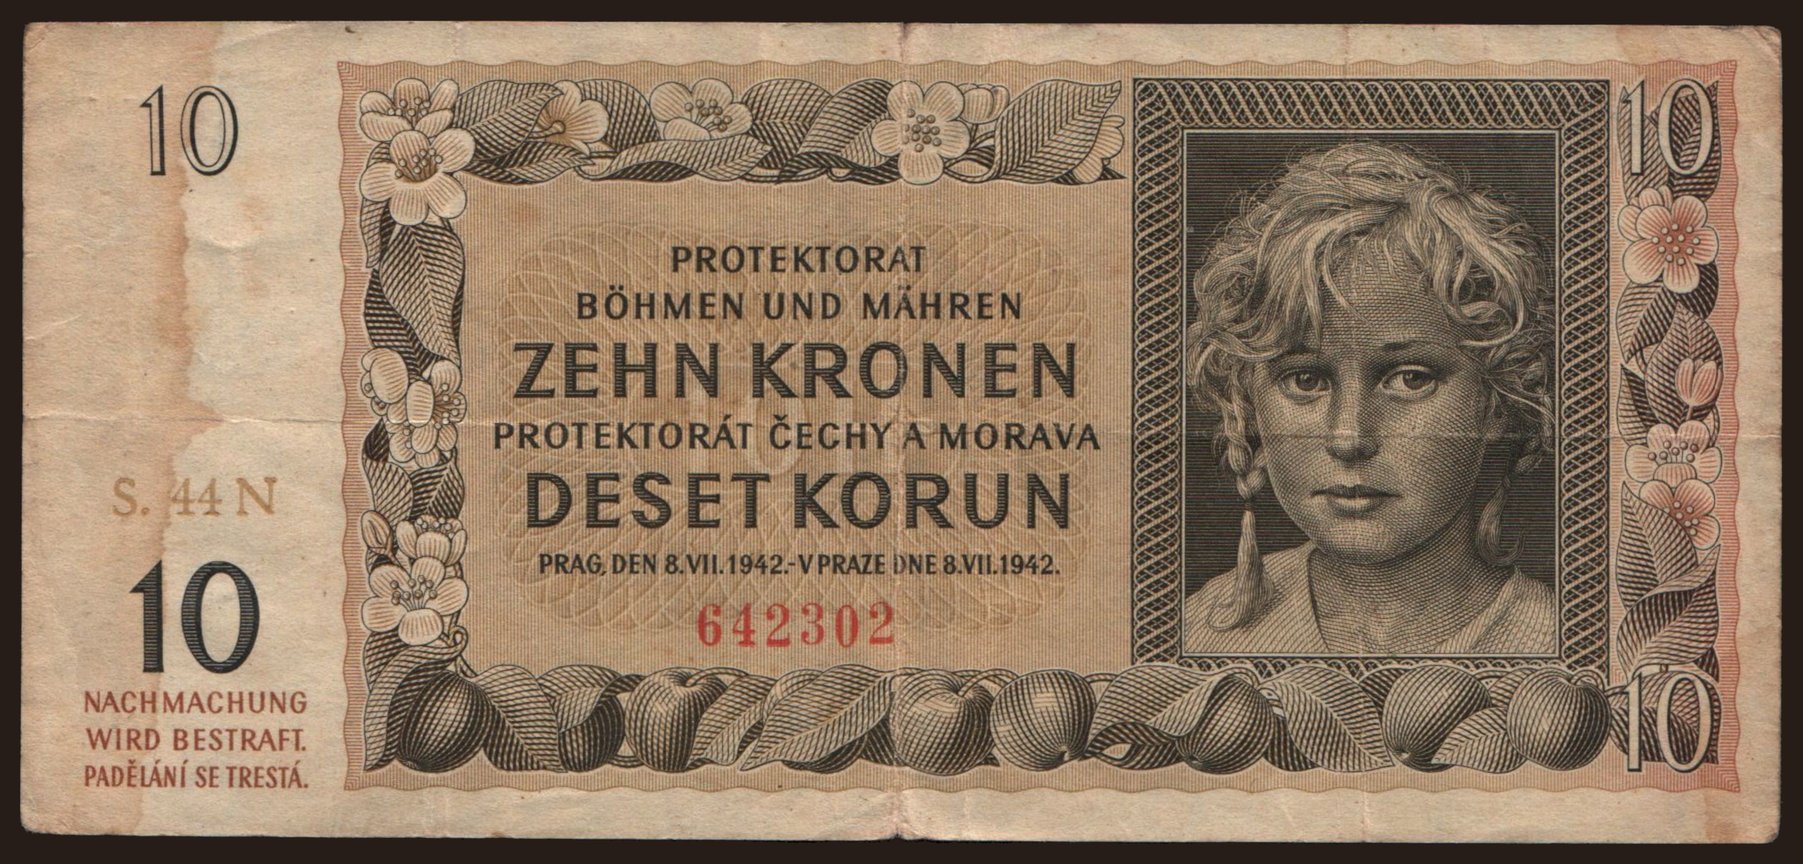 10
10
PROTEKTORAT
BÖHMEN UND MÄHREN
ZEHN KRONEN
PROTEKTORÁT ČECHY A MORAVA
DESET KORUN
PRAG, DEN 8.VII.1942.-V PRAZE DNE 8.VII.1942.
642302
S. 44 N
10
NACHMACHUNG
WIRD BESTRAFT.
PADĚLÁNÍ SE TRESTÁ.
10